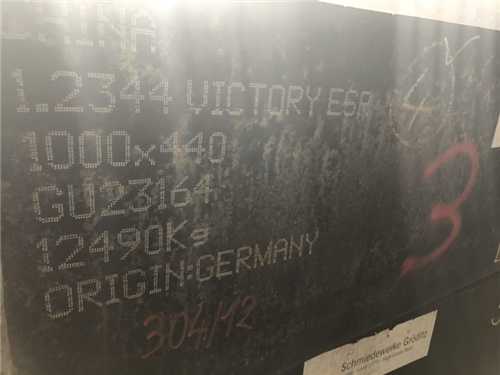 CHINA
1.2344 VICTORY ESR
1000x440
GU23164
12490Kg
ORIGIN:GERMANY
304/12
3
Schmiedewerke Gröditz